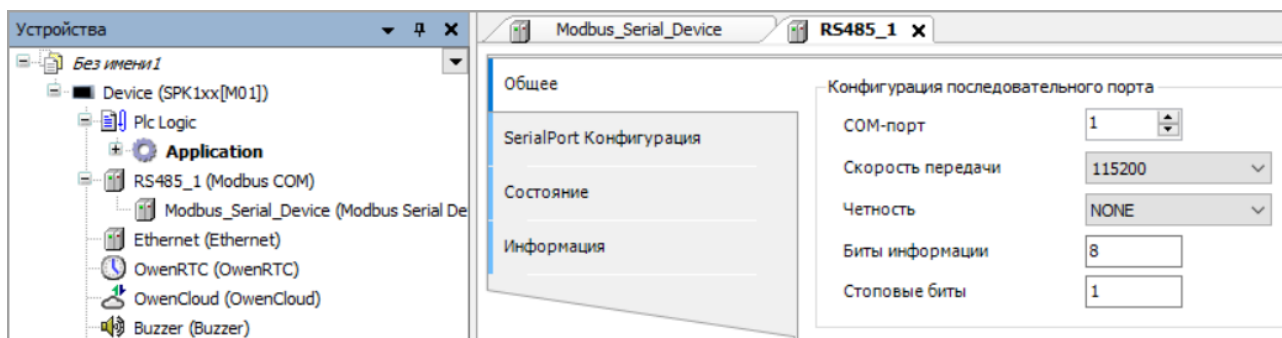 Устройства
Без имени1
Device (SPK1xx[M01])
Plc Logic
Application
RS485_1 (Modbus COM)
Modbus_Serial_Device (Modbus Serial De
Ethernet (Ethernet)
OwenRTC (OwenRTC)
OwenCloud (OwenCloud)
Buzzer (Buzzer)
Modbus_Serial_Device
RS485_1
Общее
SerialPort Конфигурация
Состояние
Информация
Конфигурация последовательного порта
COM-порт 1
Скорость передачи 115200
Четность NONE
Биты информации 8
Стоповые биты 1